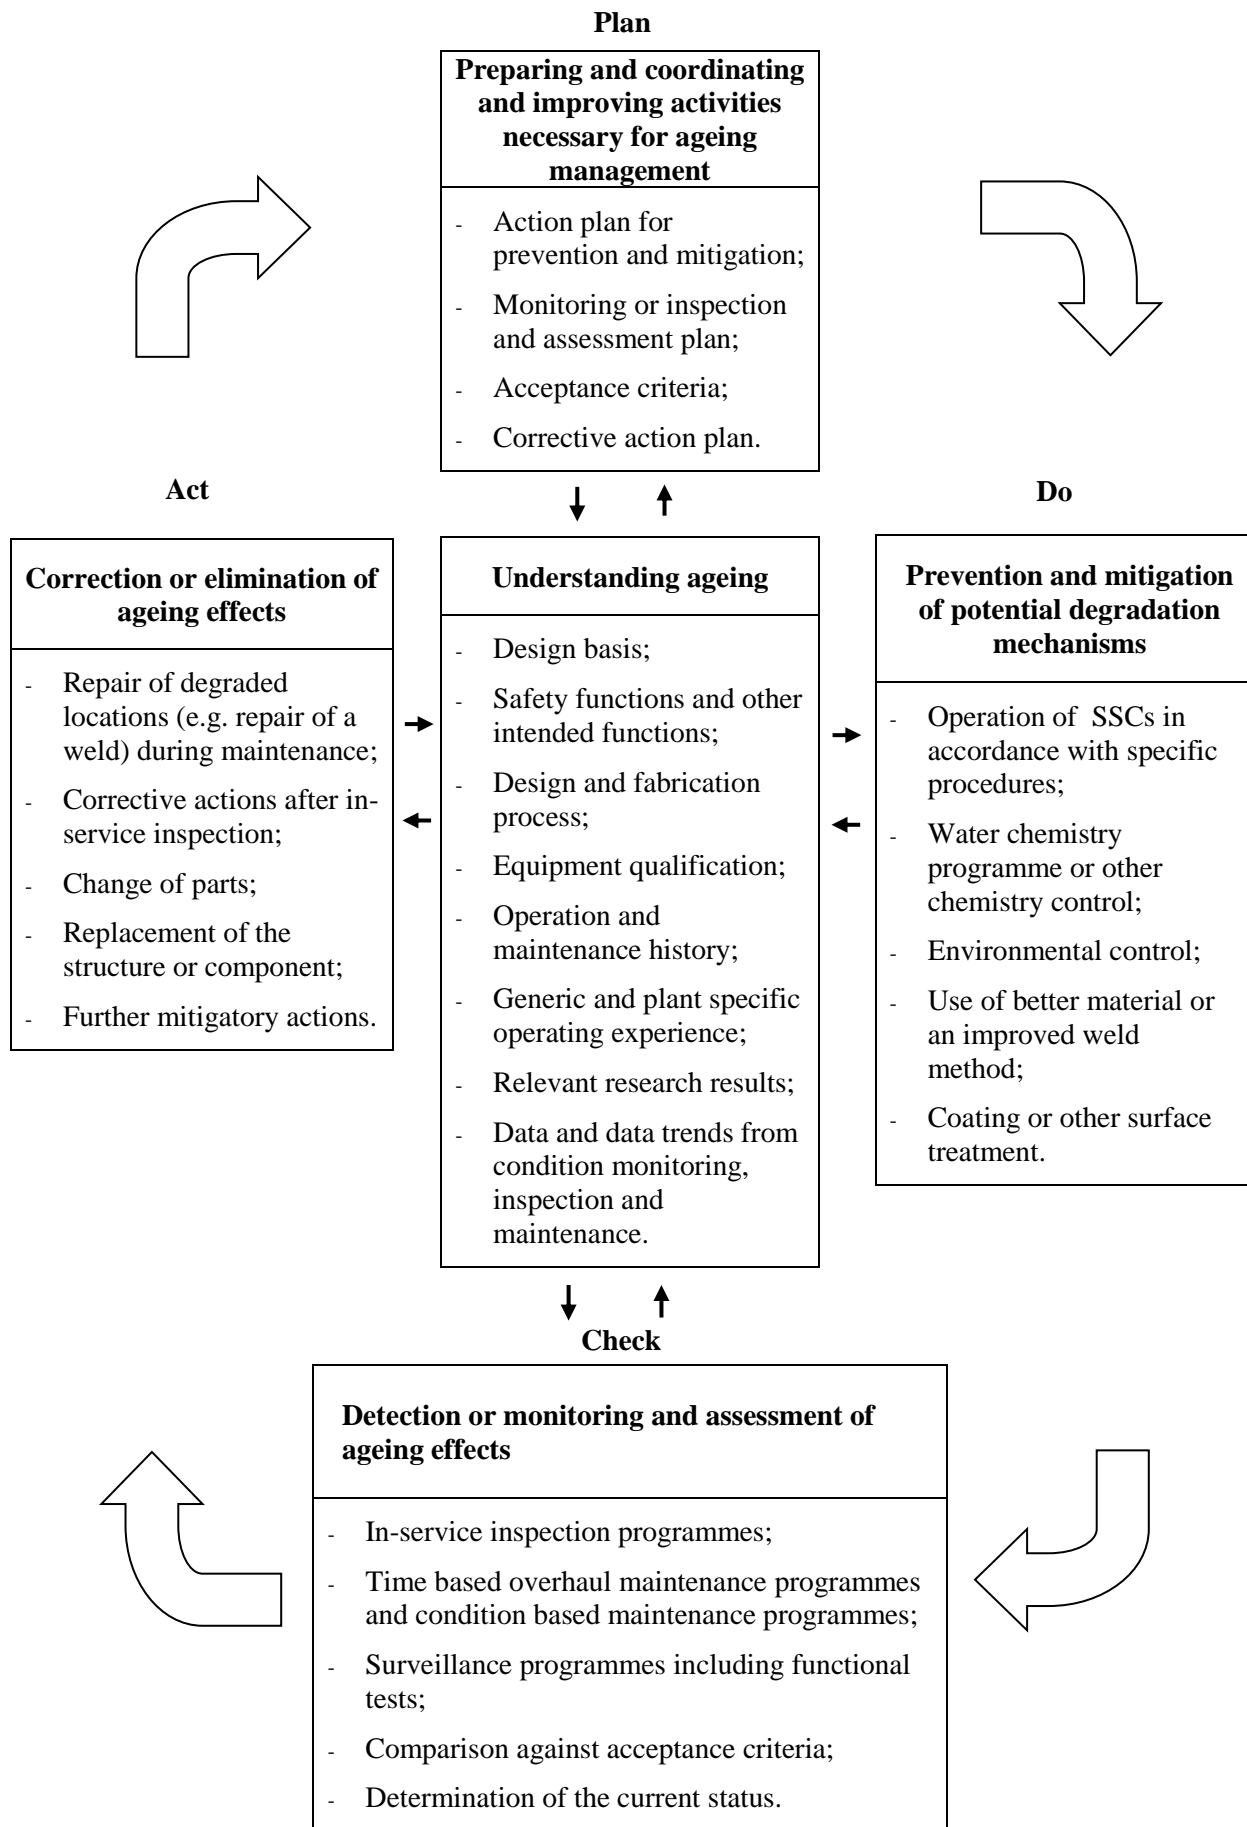 Plan
Preparing and coordinating
and improving activities
necessary for ageing
management
- Action plan for
prevention and mitigation;
- Monitoring or inspection
and assessment plan;
- Acceptance criteria;
- Corrective action plan.
Act
Correction or elimination of
ageing effects
- Repair of degraded
locations (e.g. repair of a
weld) during maintenance;
- Corrective actions after in-
service inspection;
- Change of parts;
- Replacement of the
structure or component;
- Further mitigatory actions.
Understanding ageing
- Design basis;
- Safety functions and other
intended functions;
- Design and fabrication
process;
- Equipment qualification;
- Operation and
maintenance history;
- Generic and plant specific
operating experience;
- Relevant research results;
- Data and data trends from
condition monitoring,
inspection and
maintenance.
Do
Prevention and mitigation
of potential degradation
mechanisms
- Operation of SSCs in
accordance with specific
procedures;
- Water chemistry
programme or other
chemistry control;
- Environmental control;
- Use of better material or
an improved weld
method;
- Coating or other surface
treatment.
Check
Detection or monitoring and assessment of
ageing effects
- In-service inspection programmes;
- Time based overhaul maintenance programmes
and condition based maintenance programmes;
- Surveillance programmes including functional
tests;
- Comparison against acceptance criteria;
- Determination of the current status.